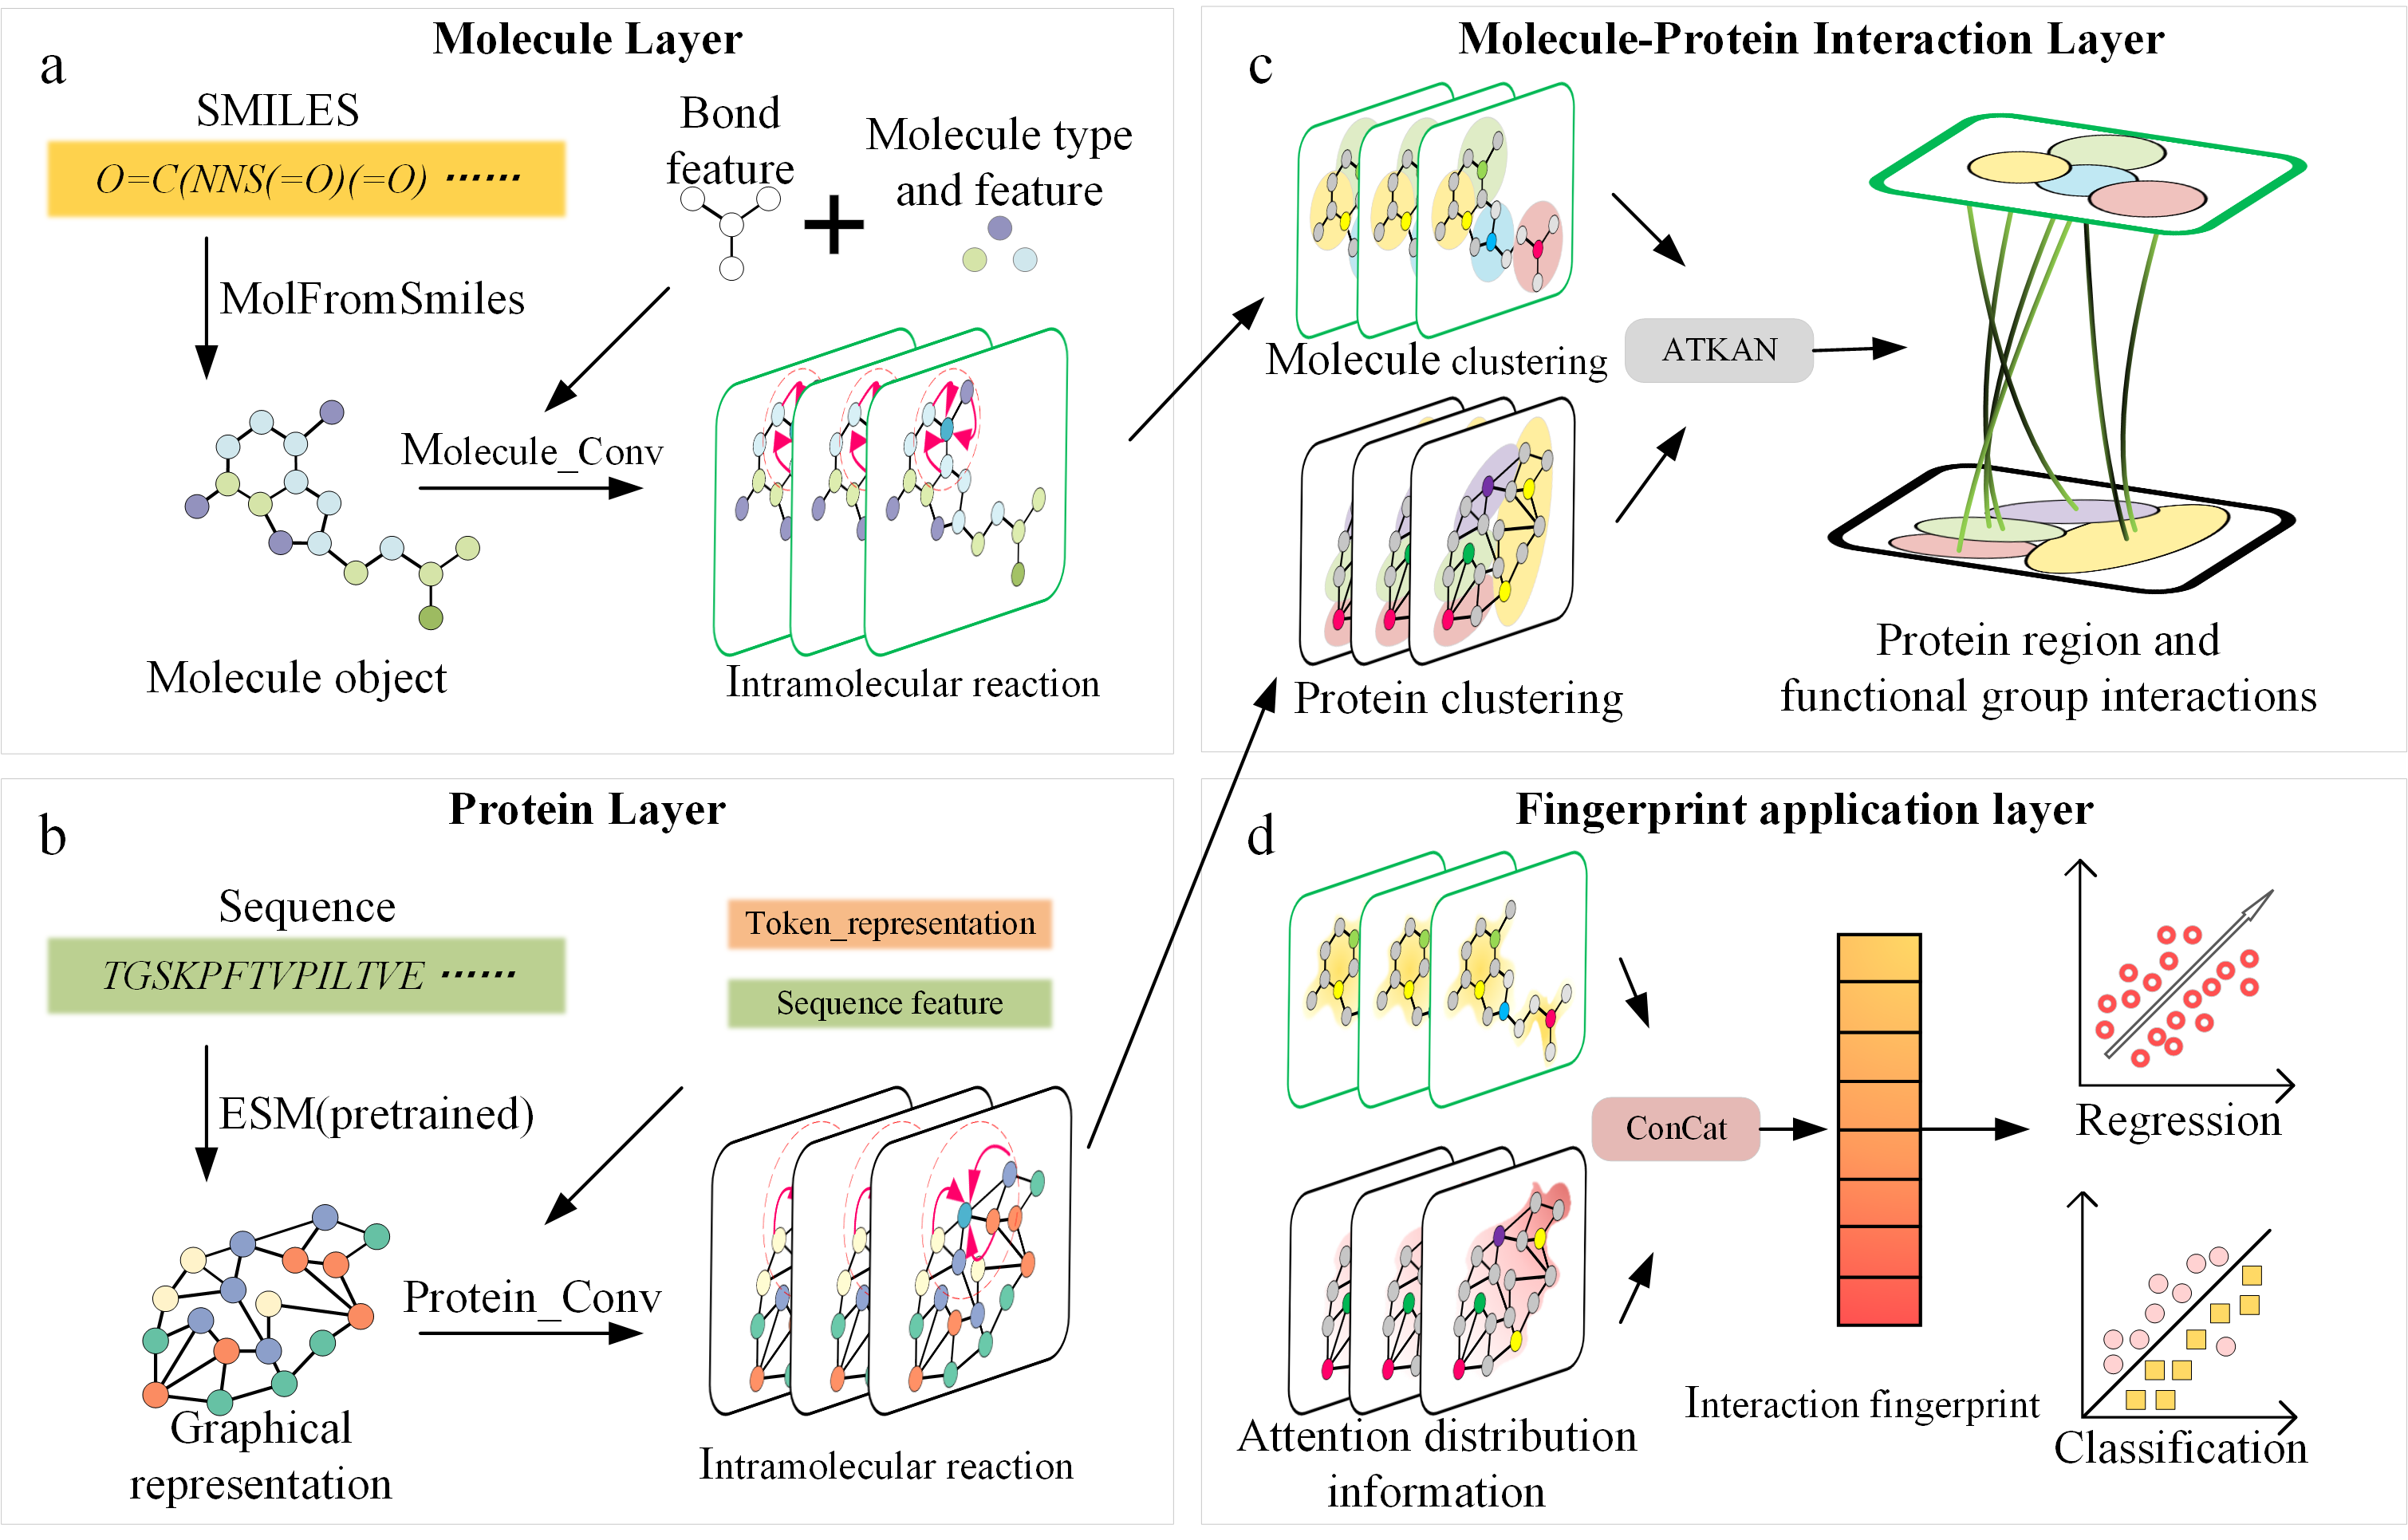 Molecule Layer
a
SMILES
O=C(NNS(=O)(=O) ······
MolFromSmiles
Bond
feature
+
Molecule type
and feature
Molecule_Conv
Molecule object
Intramolecular reaction
Protein Layer
b
Sequence
TGSKPFTVPILTVE ······
Token_representation
Sequence feature
ESM(pretrained)
Protein_Conv
Graphical
representation
Intramolecular reaction
Molecule-Protein Interaction Layer
c
Molecule clustering
ATKAN
Protein clustering
Protein region and
functional group interactions
Fingerprint application layer
d
ConCat
Attention distribution
information
Interaction fingerprint
Regression
Classification